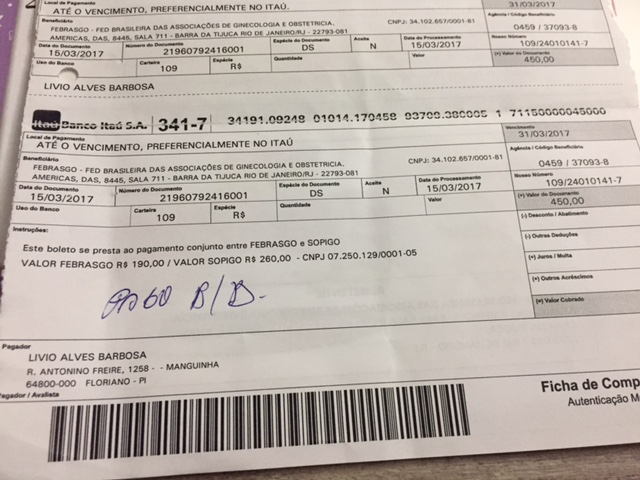 Local de Pagamento
ATÉ O VENCIMENTO, PREFERENCIALMENTE NO ITAÚ.
31/03/2017
Beneficiário
FEBRASGO - FED BRASILEIRA DAS ASSOCIAÇÕES DE GINECOLOGIA E OBSTETRICIA. CNPJ: 34.102.657/0001-81
AMERICAS, DAS, 8445, SALA 711 - BARRA DA TIJUCA RIO DE JANEIRO/RJ - 22793-081
Agência / Código Beneficiário
0459 / 37093-8
Data do Documento Número do Documento Espécie do Documento Aceite Data do Processamento Nosso Número
15/03/2017 21960792416001 DS N 15/03/2017 109/24010141-7
Uso do Banco Carteira Espécie Quantidade Valor (=) Valor do Documento
109 R$ 450,00
LIVIO ALVES BARBOSA
Itaú Banco Itaú S.A. 341-7 34191.09248 01014.170458 93709.380005 1 71150000045000
Local de Pagamento
ATÉ O VENCIMENTO, PREFERENCIALMENTE NO ITAÚ
Vencimento
31/03/2017
Beneficiário
FEBRASGO - FED BRASILEIRA DAS ASSOCIAÇÕES DE GINECOLOGIA E OBSTETRICIA. CNPJ: 34.102.657/0001-81
AMERICAS, DAS, 8445, SALA 711 - BARRA DA TIJUCA RIO DE JANEIRO/RJ - 22793-081
Agência / Código Beneficiário
0459 / 37093-8
Data do Documento Número do Documento Espécie do Documento Aceite Data do Processamento Nosso Número
15/03/2017 21960792416001 DS N 15/03/2017 109/24010141-7
Uso do Banco Carteira Espécie Quantidade Valor (=) Valor do Documento
109 R$ 450,00
Instruções:
(-) Desconto / Abatimento
Este boleto se presta ao pagamento conjunto entre FEBRASGO e SOPIGO
(-) Outras Deduções
VALOR FEBRASGO R$ 190,00 / VALOR SOPIGO R$ 260,00 - CNPJ 07.250.129/0001-05
(+) Juros / Multa
(+) Outros Acréscimos
PAGO B/B.
(=) Valor Cobrado
Pagador
LIVIO ALVES BARBOSA
R. ANTONINO FREIRE, 1258 - - MANGUINHA
64800-000 FLORIANO - PI
Pagador / Avalista
Ficha de Comp
Autenticação M